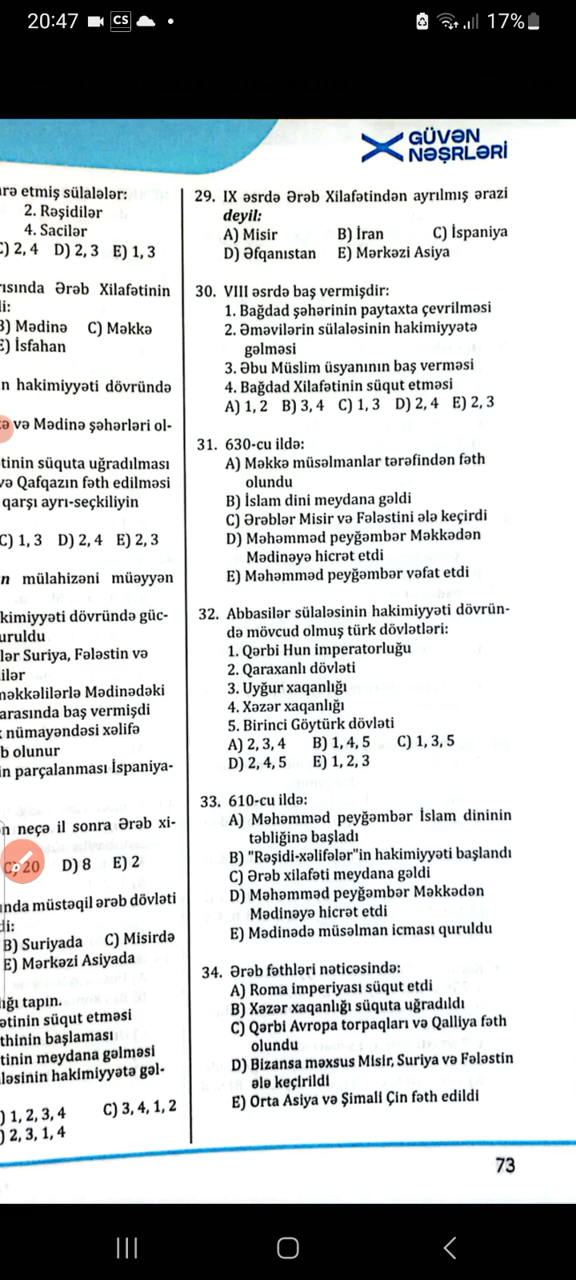 20:47 CS 17%
GÜVƏN
NƏŞRLƏRİ
etmiş sülalələr:
2. Rəşidilər
4. Sacilər
2, 4 D) 2, 3 E) 1, 3
Ərəb Xilafətinin
Mədinə C) Məkkə
İsfahan
hakimiyyəti dövründə
və Mədinə şəhərləri ol-
süquta uğradılması
və Qafqazın fəth edilməsi
qarşı ayrı-seçkiliyin
C) 1, 3 D) 2, 4 E) 2, 3
mülahizəni müəyyən
dövründə güc-
Suriya, Fələstin və
Mədinədəki
arasında baş vermişdi
nümayəndəsi xəlifə
olunur
parçalanması İspaniya-
neçə il sonra Ərəb xi-
20 D) 8 E) 2
müstəqil ərəb dövləti
B) Suriyada C) Misirdə
E) Mərkəzi Asiyada
tapın.
süqut etməsi
başlaması
meydana gəlməsi
hakimiyyətə gəl-
1, 2, 3, 4 C) 3, 4, 1, 2
2, 3, 1, 4
29. IX əsrdə Ərəb Xilafətindən ayrılmış ərazi
deyil:
A) Misir B) İran C) İspaniya
D) Əfqanıstan E) Mərkəzi Asiya
30. VIII əsrdə baş vermişdir:
1. Bağdad şəhərinin paytaxta çevrilməsi
2. Əməvilərin sülaləsinin hakimiyyətə
gəlməsi
3. Əbu Müslim üsyanının baş verməsi
4. Bağdad Xilafətinin süqut etməsi
A) 1, 2 B) 3, 4 C) 1, 3 D) 2, 4 E) 2, 3
31. 630-cu ildə:
A) Məkkə müsəlmanlar tərəfindən fəth
olundu
B) İslam dini meydana gəldi
C) Ərəblər Misir və Fələstini ələ keçirdi
D) Məhəmməd peyğəmbər Məkkədən
Mədinəyə hicrət etdi
E) Məhəmməd peyğəmbər vəfat etdi
32. Abbasilər sülaləsinin hakimiyyəti dövrün-
də mövcud olmuş türk dövlətləri:
1. Qərbi Hun imperatorluğu
2. Qaraxanlı dövləti
3. Uyğur xaqanlığı
4. Xəzər xaqanlığı
5. Birinci Göytürk dövləti
A) 2, 3, 4 B) 1, 4, 5 C) 1, 3, 5
D) 2, 4, 5 E) 1, 2, 3
33. 610-cu ildə:
A) Məhəmməd peyğəmbər İslam dininin
təbliğinə başladı
B) "Rəşidi-xəlifələr"in hakimiyyəti başlandı
C) Ərəb xilafəti meydana gəldi
D) Məhəmməd peyğəmbər Məkkədən
Mədinəyə hicrət etdi
E) Mədinədə müsəlman icması quruldu
34. Ərəb fəthləri nəticəsində:
A) Roma imperiyası süqut etdi
B) Xəzər xaqanlığı süquta uğradıldı
C) Qərbi Avropa torpaqları və Qalliya fəth
olundu
D) Bizansa məxsus Misir, Suriya və Fələstin
ələ keçirildi
E) Orta Asiya və Şimali Çin fəth edildi
73